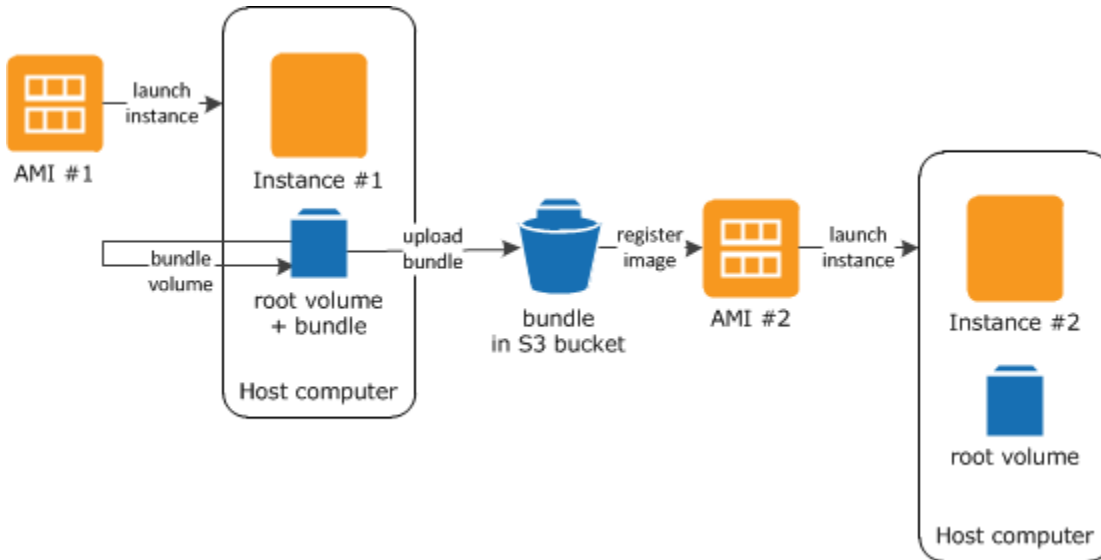 launch
instance
AMI #1
Instance #1
bundle
volume
root volume
+ bundle
Host computer
upload
bundle
bundle
in S3 bucket
register
image
AMI #2
launch
instance
Instance #2
root volume
Host computer